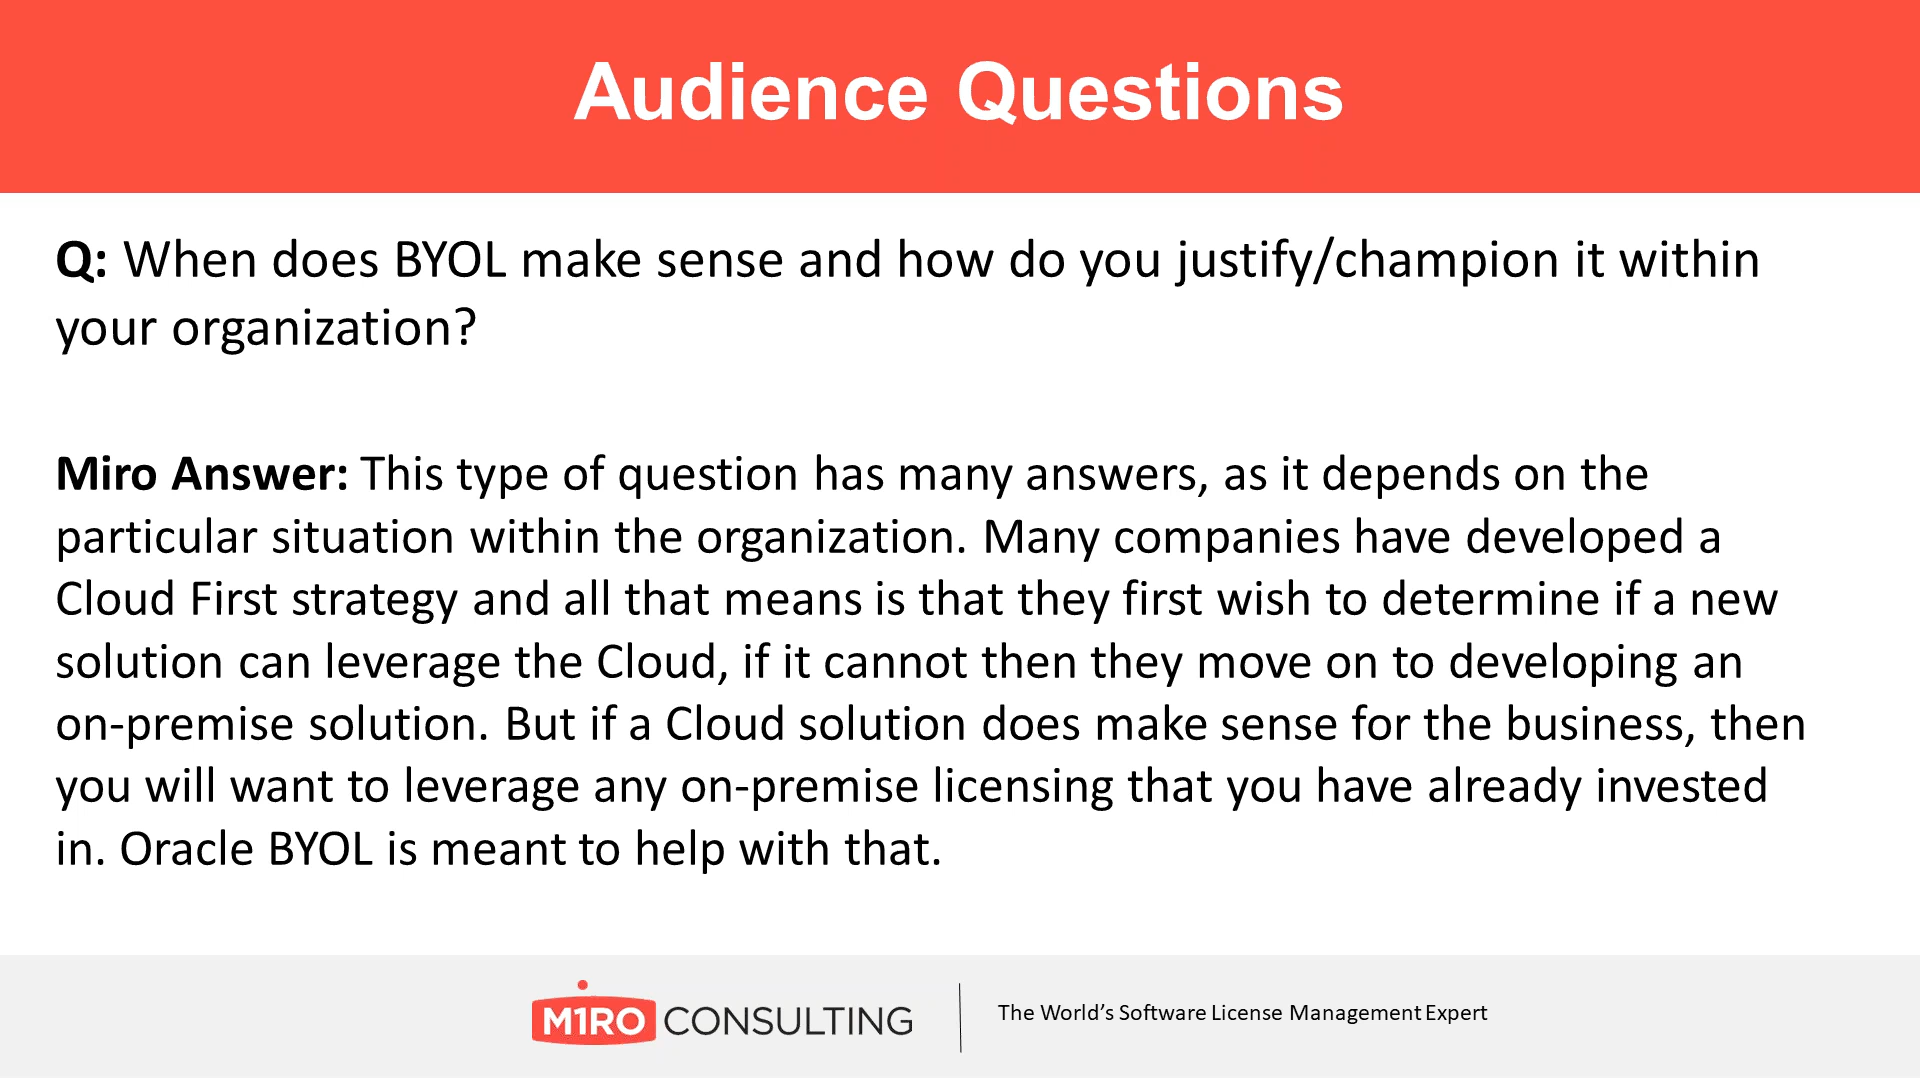 Audience Questions
Q: When does BYOL make sense and how do you justify/champion it within
your organization?
Miro Answer: This type of question has many answers, as it depends on the
particular situation within the organization. Many companies have developed a
Cloud First strategy and all that means is that they first wish to determine if a new
solution can leverage the Cloud, if it cannot then they move on to developing an
on-premise solution. But if a Cloud solution does make sense for the business, then
you will want to leverage any on-premise licensing that you have already invested
in. Oracle BYOL is meant to help with that.
M1RO CONSULTING
The World’s Software License Management Expert